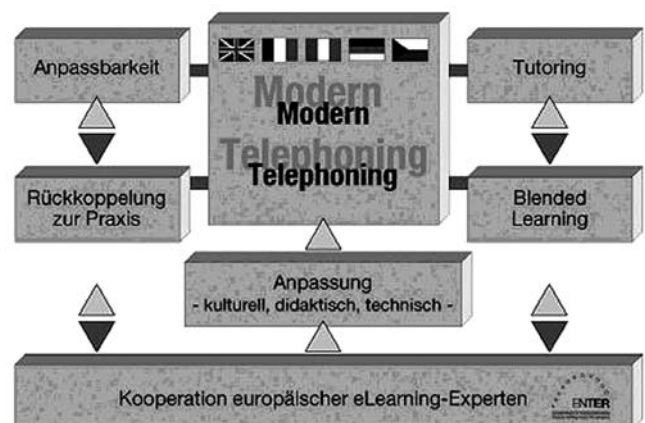 Anpassbarkeit
Modern
Modern
Telephoning
Telephoning
Tutoring
Rückkoppelung
zur Praxis
Blended
Learning
Anpassung
- kulturell, didaktisch, technisch -
Kooperation europäischer eLearning-Experten
ENTER